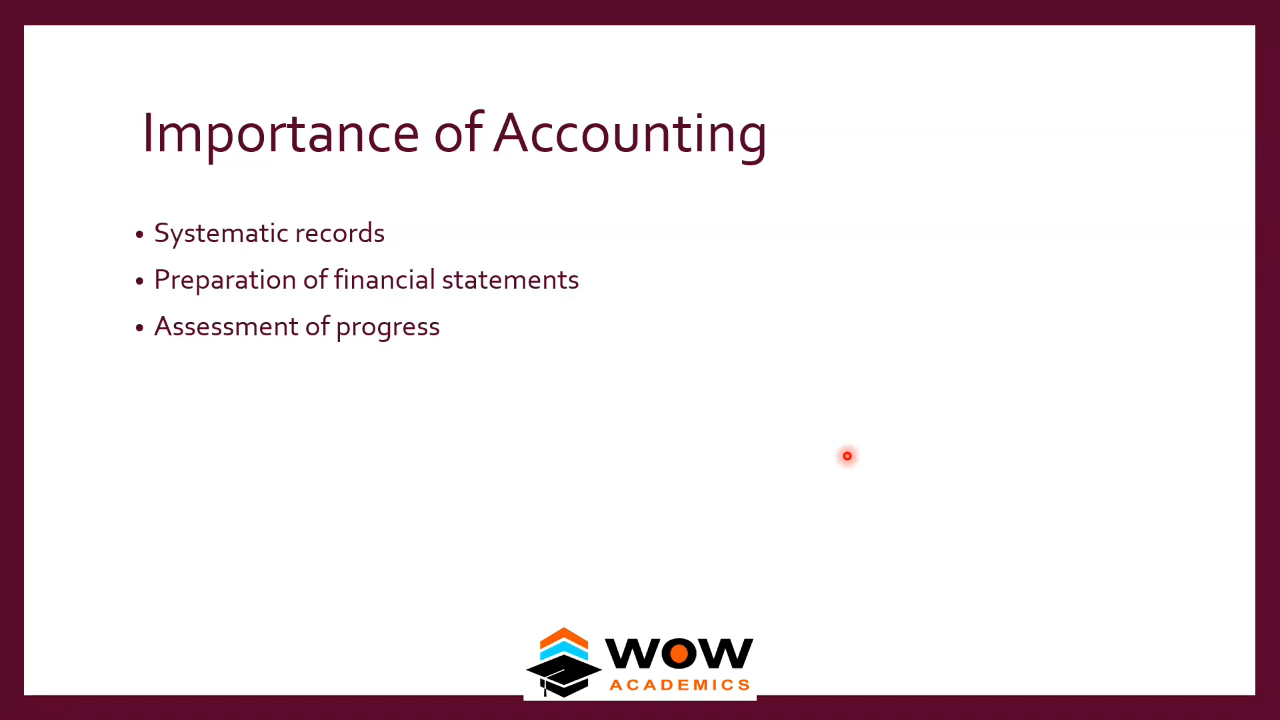 Importance of Accounting
• Systematic records
• Preparation of financial statements
• Assessment of progress
WOW
ACADEMICS